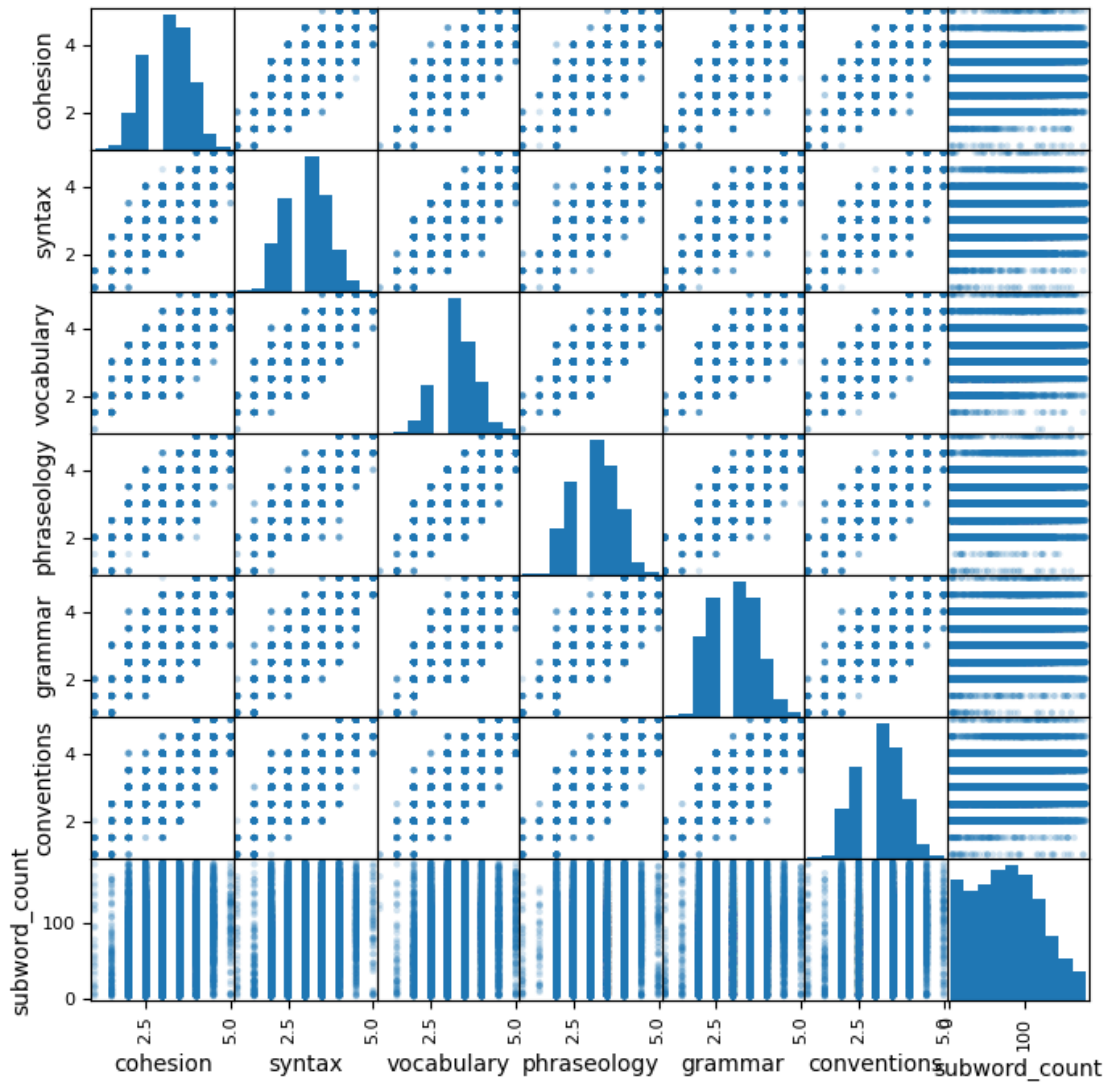 cohesion
4
2
syntax
4
2
vocabulary
4
2
phraseology
4
2
grammar
4
2
conventions
4
2
subword_count
100
0
2.5
5.0
2.5
5.0
2.5
5.0
2.5
5.0
2.5
5.0
2.5
5.0
0
100
cohesion
syntax
vocabulary
phraseology
grammar
conventions
subword_count